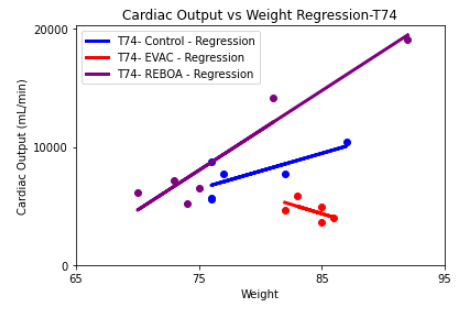 Cardiac Output vs Weight Regression-T74
T74- Control - Regression
T74- EVAC - Regression
T74- REBOA - Regression
20000
10000
0
Cardiac Output (mL/min)
65
75
85
95
Weight